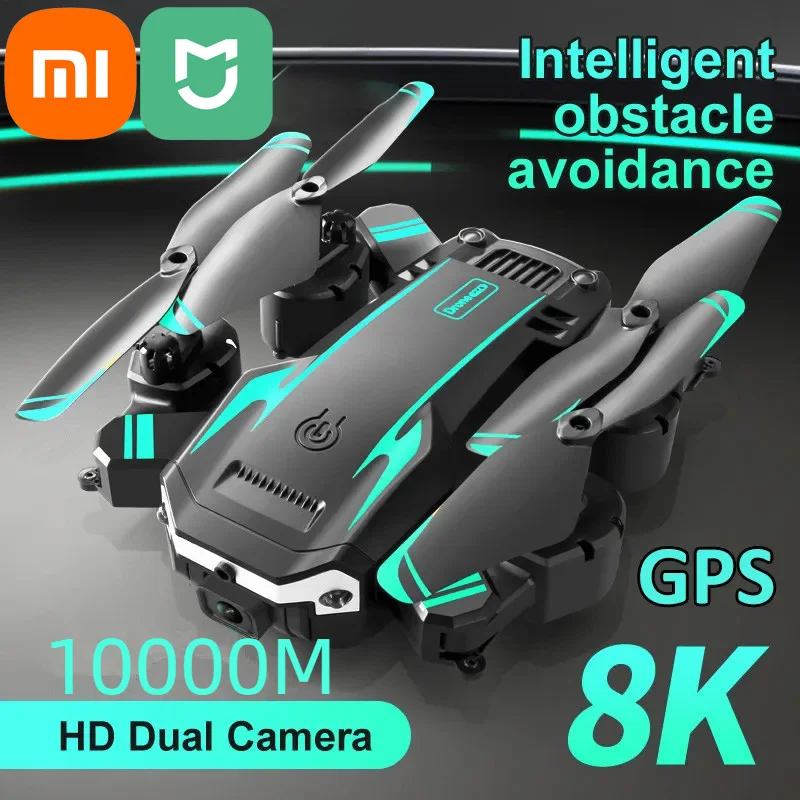 mi
Intelligent
obstacle
avoidance
GPS
10000M
8K
HD Dual Camera